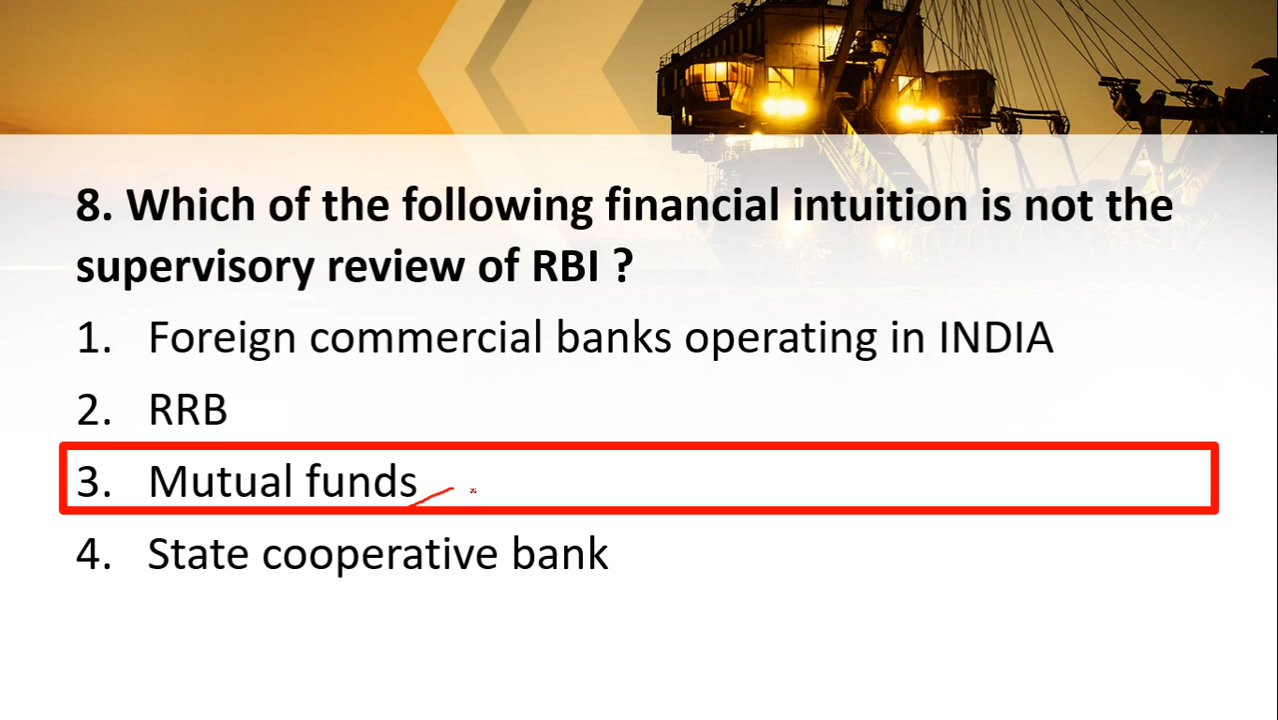 8. Which of the following financial intuition is not the
supervisory review of RBI ?
1. Foreign commercial banks operating in INDIA
2. RRB
3. Mutual funds
4. State cooperative bank